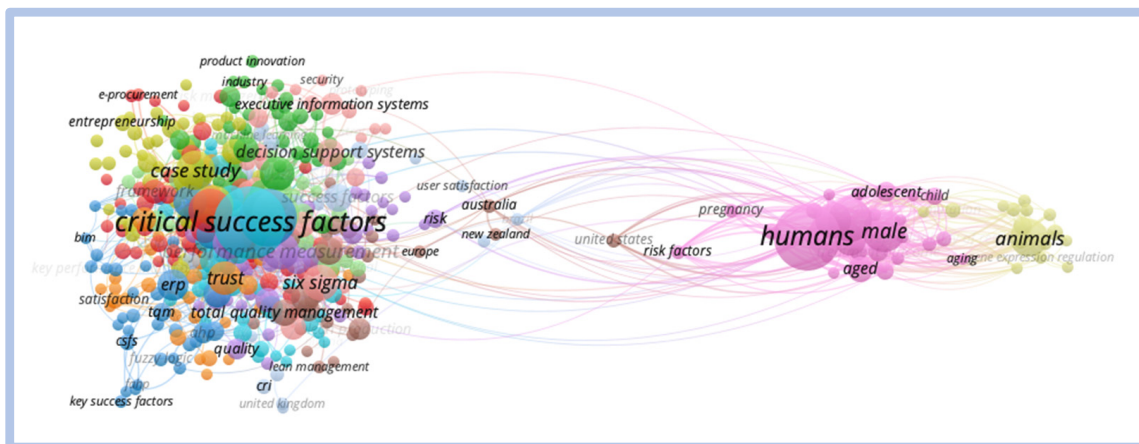 product innovation
industry
security
e-procurement
executive information systems
entrepreneurship
decision support systems
case study
framework
success factors
user satisfaction
australia
adolescent
child
critical success factors
risk
pregnancy
new zealand
humans
male
bim
performance measurement
europe
united states
risk factors
animals
aging
gene expression regulation
aged
erp
trust
six sigma
satisfaction
tqm
total quality management
csfs
ahp
quality
fuzzy logic
lean management
cri
key success factors
united kingdom